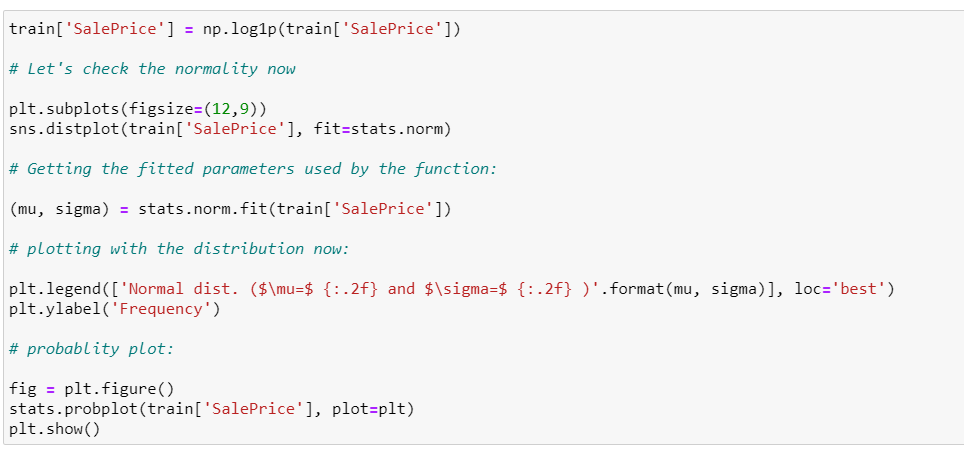 train['SalePrice'] = np.log1p(train['SalePrice'])
# Let's check the normality now
plt.subplots(figsize=(12,9))
sns.distplot(train['SalePrice'], fit=stats.norm)
# Getting the fitted parameters used by the function:
(mu, sigma) = stats.norm.fit(train['SalePrice'])
# plotting with the distribution now:
plt.legend(['Normal dist. ($\mu=$ {:.2f} and $\sigma=$ {:.2f} )'.format(mu, sigma)], loc='best')
plt.ylabel('Frequency')
# probablity plot:
fig = plt.figure()
stats.probplot(train['SalePrice'], plot=plt)
plt.show()